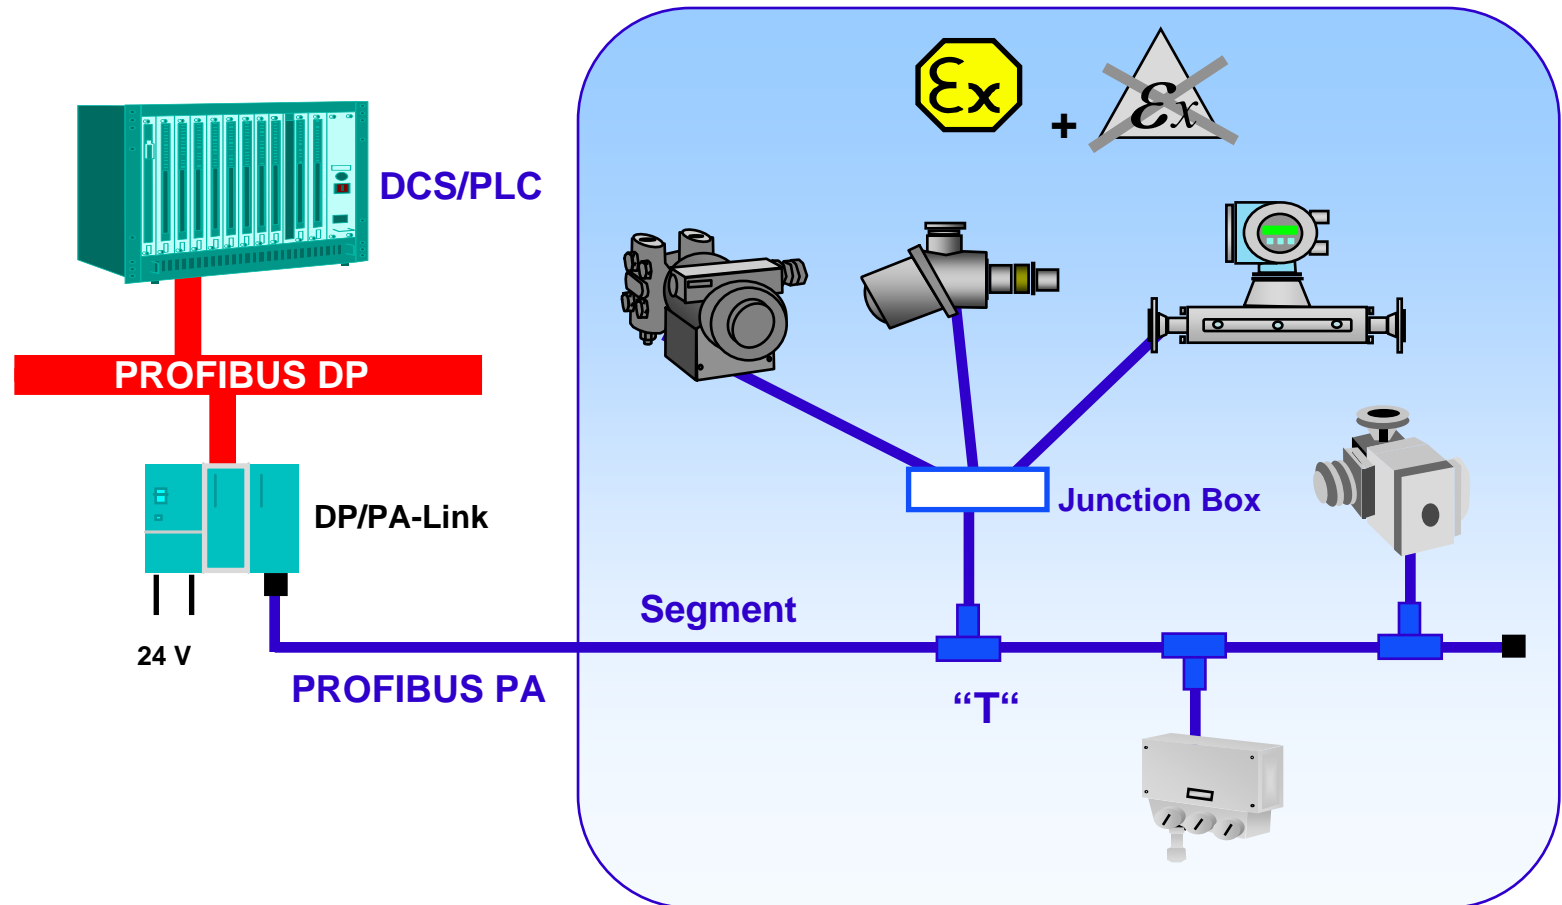 Ex
+
Ex
DCS/PLC
PROFIBUS DP
DP/PA-Link
Junction Box
Segment
24 V
PROFIBUS PA
“T“